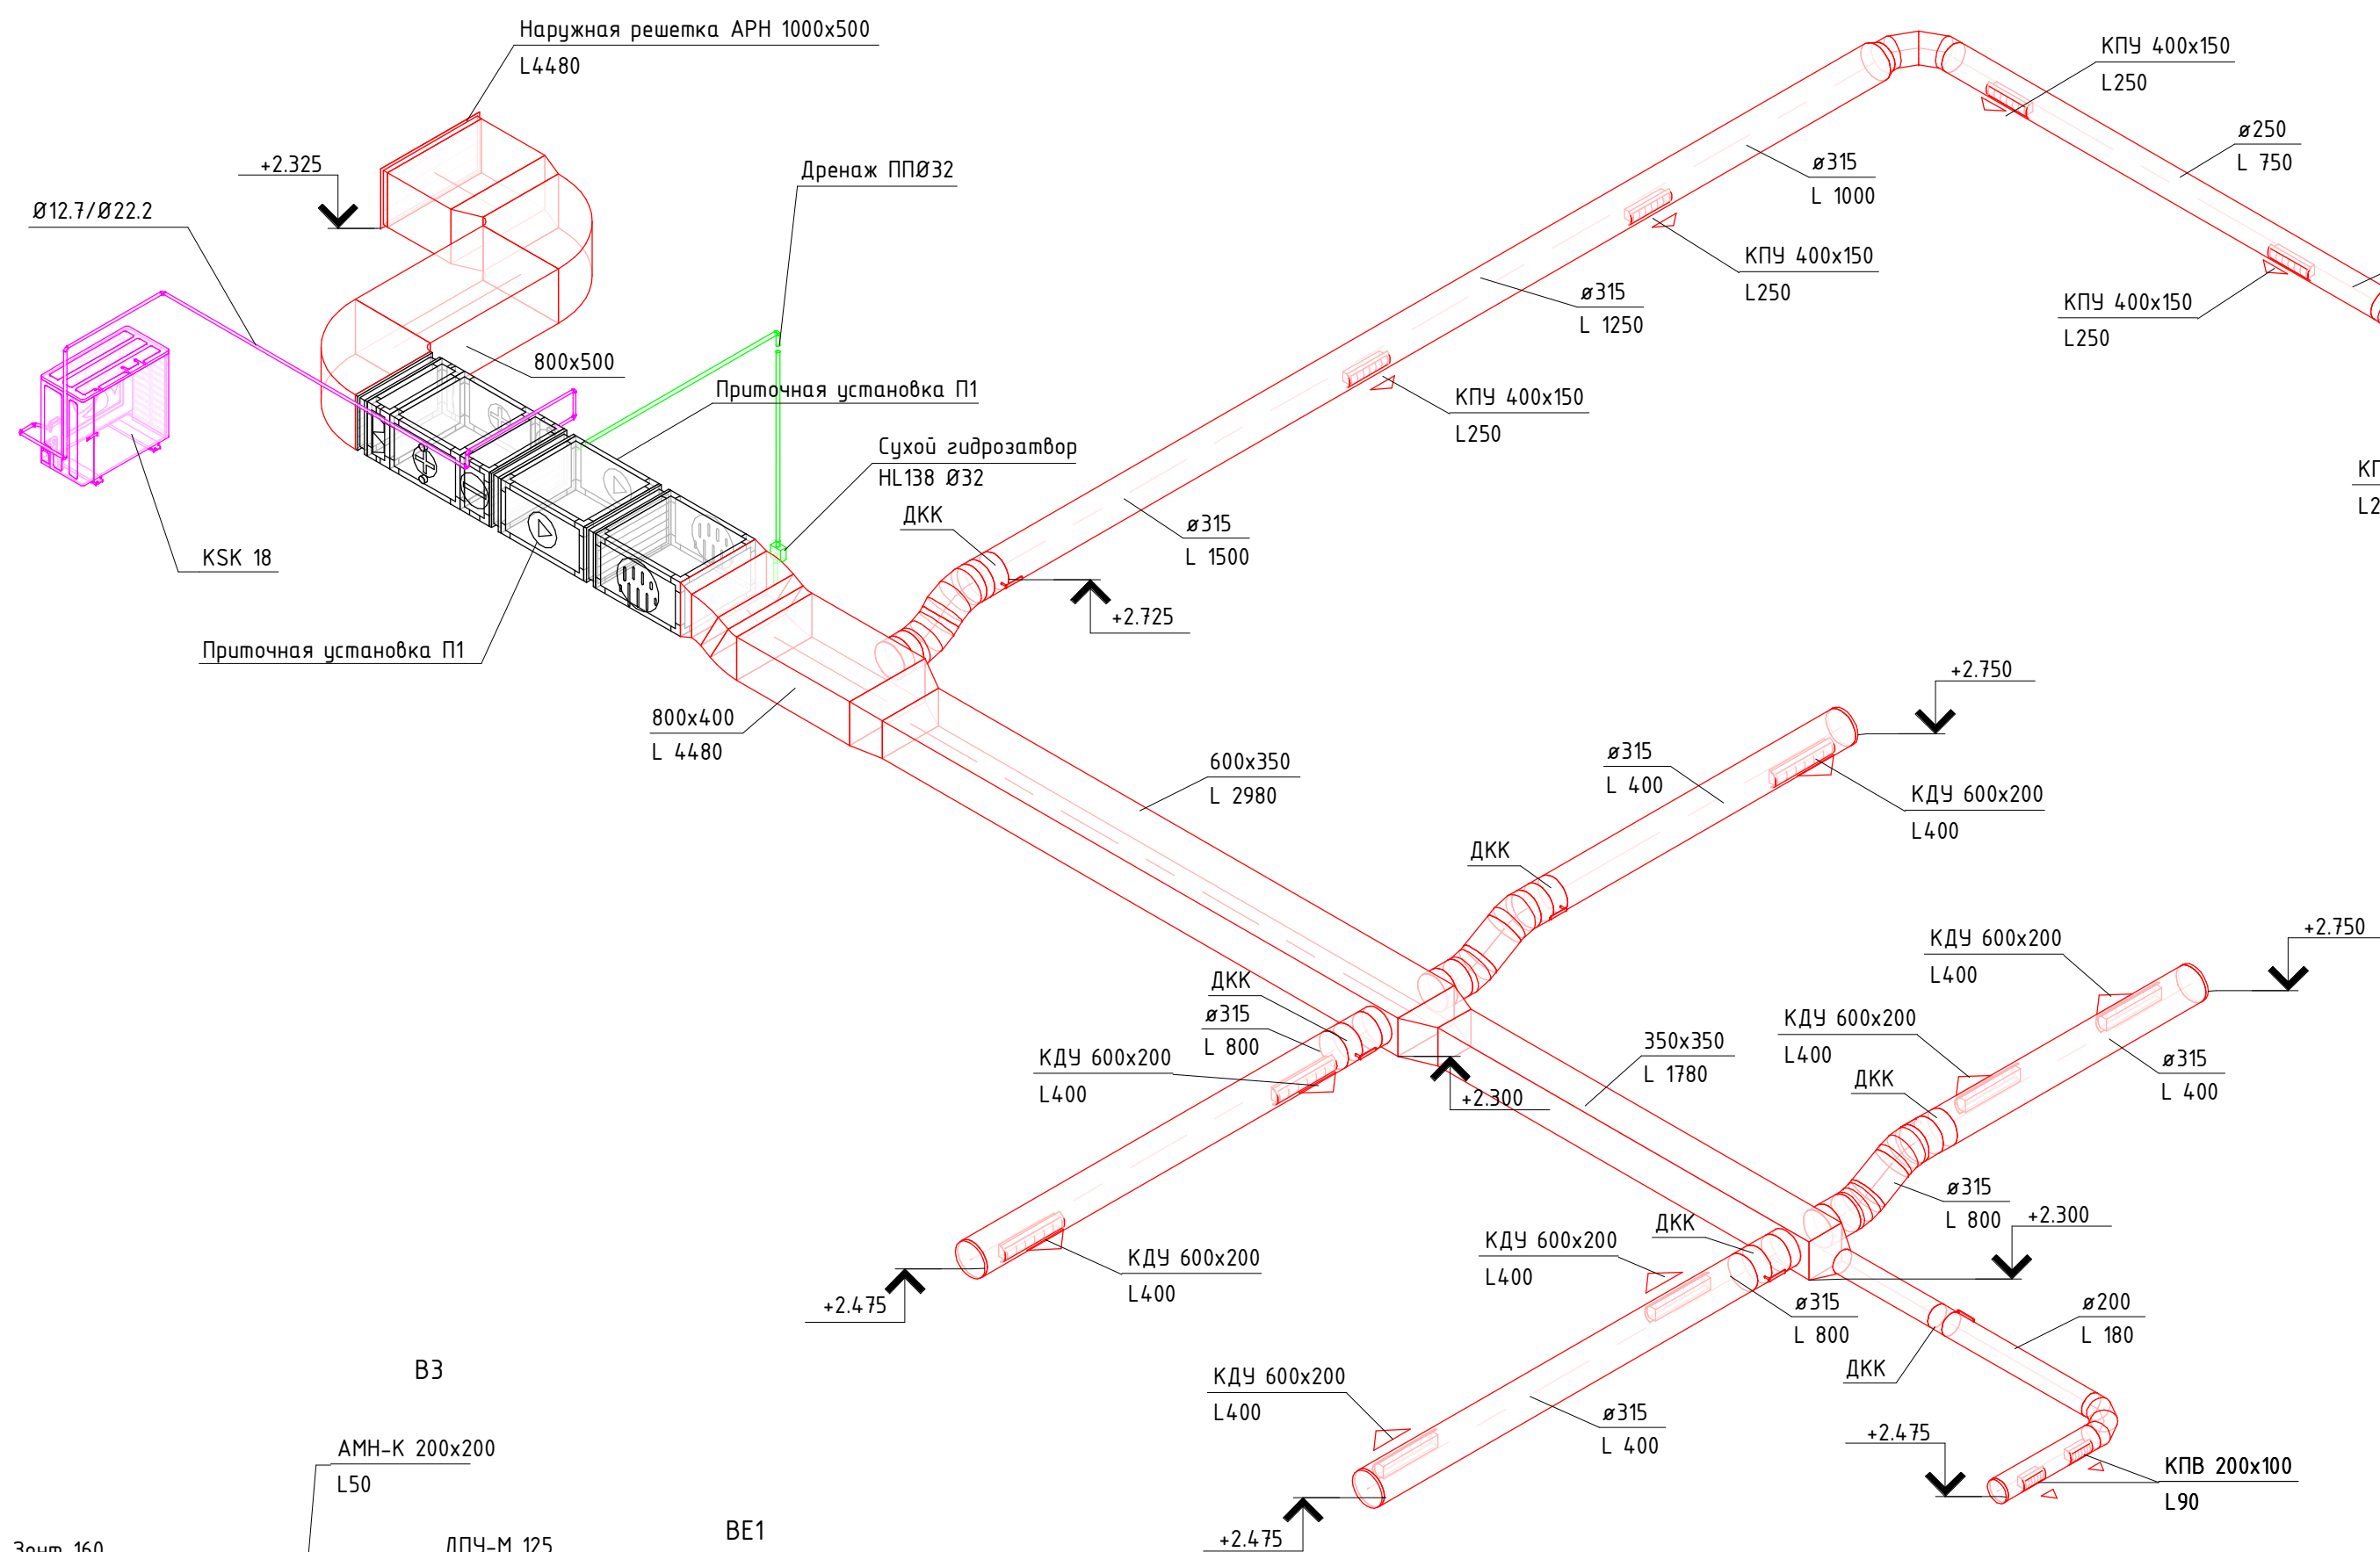 Наружная решетка АРН 1000х500
L4480
КПУ 400х150
L250
+2.325
Дренаж ППØ32
ø250
L 750
ø315
L 1000
Ø12.7/Ø22.2
КПУ 400х150
L250
ø315
L 1250
КПУ 400х150
L250
800х500
Приточная установка П1
КПУ 400х150
L250
Сухой гидрозатвор
HL138 Ø32
ДКК
ø315
L 1500
KSK 18
+2.725
Приточная установка П1
+2.750
800х400
L 4480
600х350
L 2980
ø315
L 400
КДУ 600х200
L400
ДКК
+2.750
КДУ 600х200
L400
ДКК
ø315
L 800
КДУ 600х200
L400
КДУ 600х200
L400
350х350
L 1780
ø315
L 400
ДКК
+2.300
ø315
L 800
+2.300
ДКК
КДУ 600х200
L400
КДУ 600х200
L400
+2.475
ø315
L 800
ø200
L 180
ДКК
В3
КДУ 600х200
L400
ø315
L 400
+2.475
АМН-К 200х200
L50
КПВ 200х100
L90
ВЕ1
+2.475
Зонт 160
ДПУ-М 125